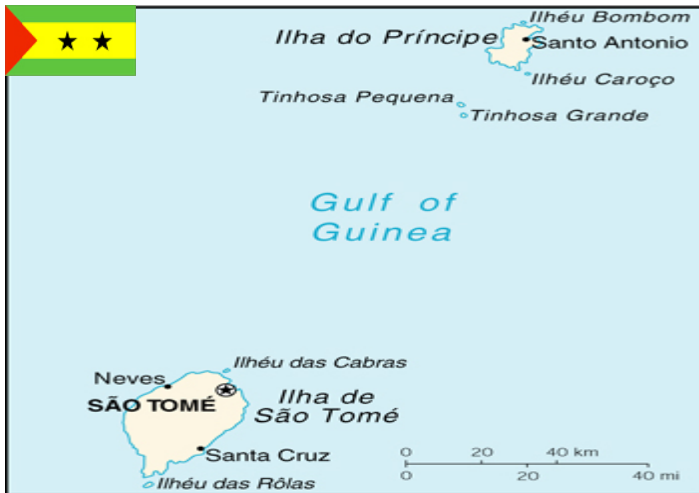 Ilhéu Bombom
Ilha do Príncipe
Santo Antonio
Ilhéu Caroço
Tinhosa Pequena
Tinhosa Grande
Gulf of
Guinea
Ilhéu das Cabras
Neves
SÃO TOMÉ
Ilha de
São Tomé
Santa Cruz
Ilhéu das Rôlas
0 20 40 km
0 20 40 mi